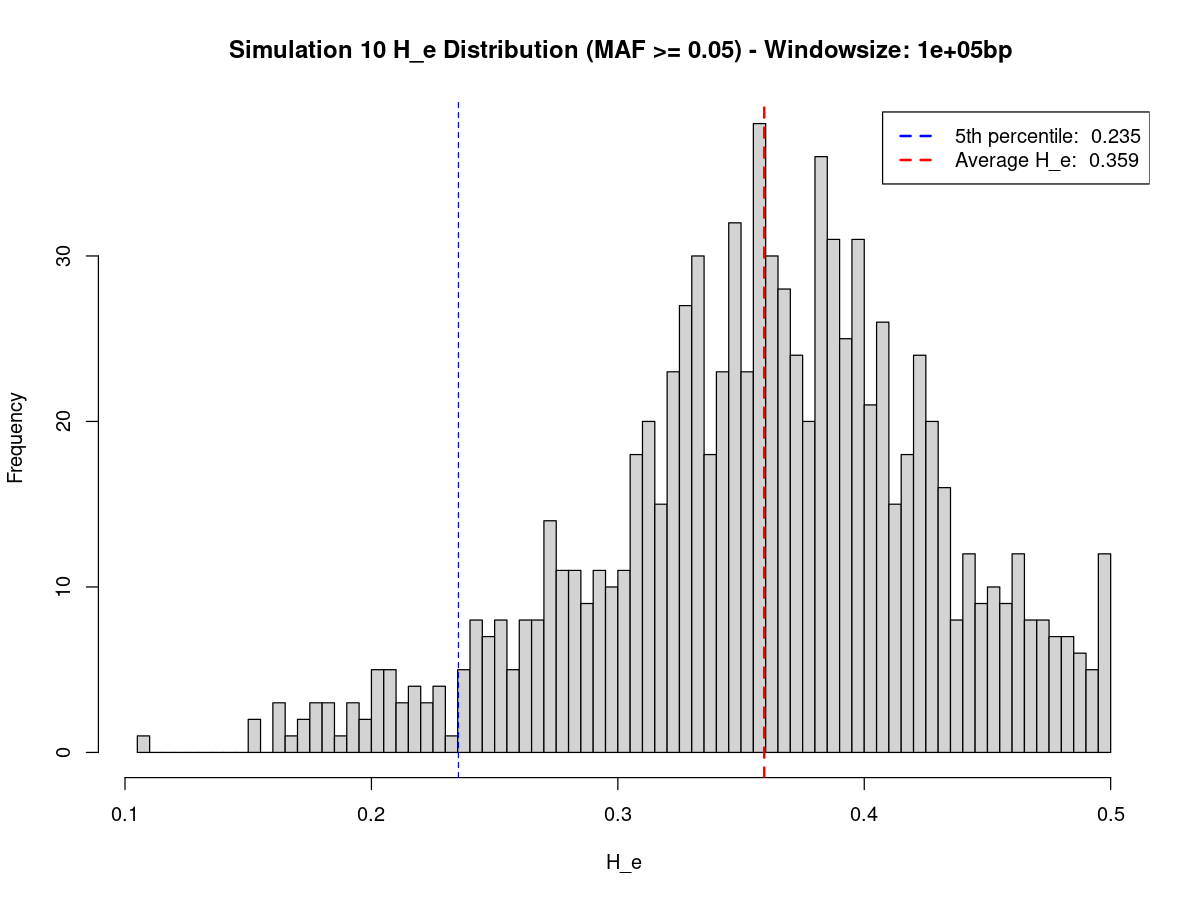 Simulation 10 H_e Distribution (MAF >= 0.05) - Windowsize: 1e+05bp
5th percentile: 0.235
Average H_e: 0.359
Frequency
30
20
10
0
0.1 0.2 0.3 0.4 0.5
H_e